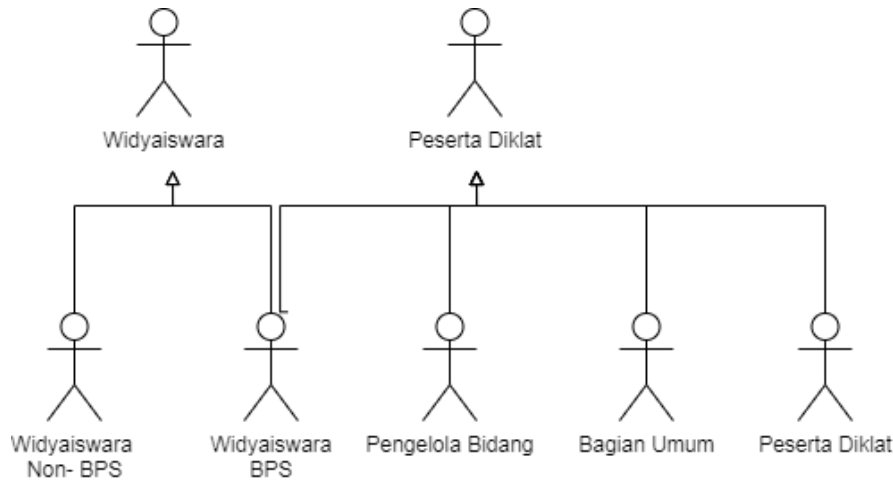 Widyaiswara
Peserta Diklat
Widyaiswara
Non- BPS
Widyaiswara
BPS
Pengelola Bidang
Bagian Umum
Peserta Diklat